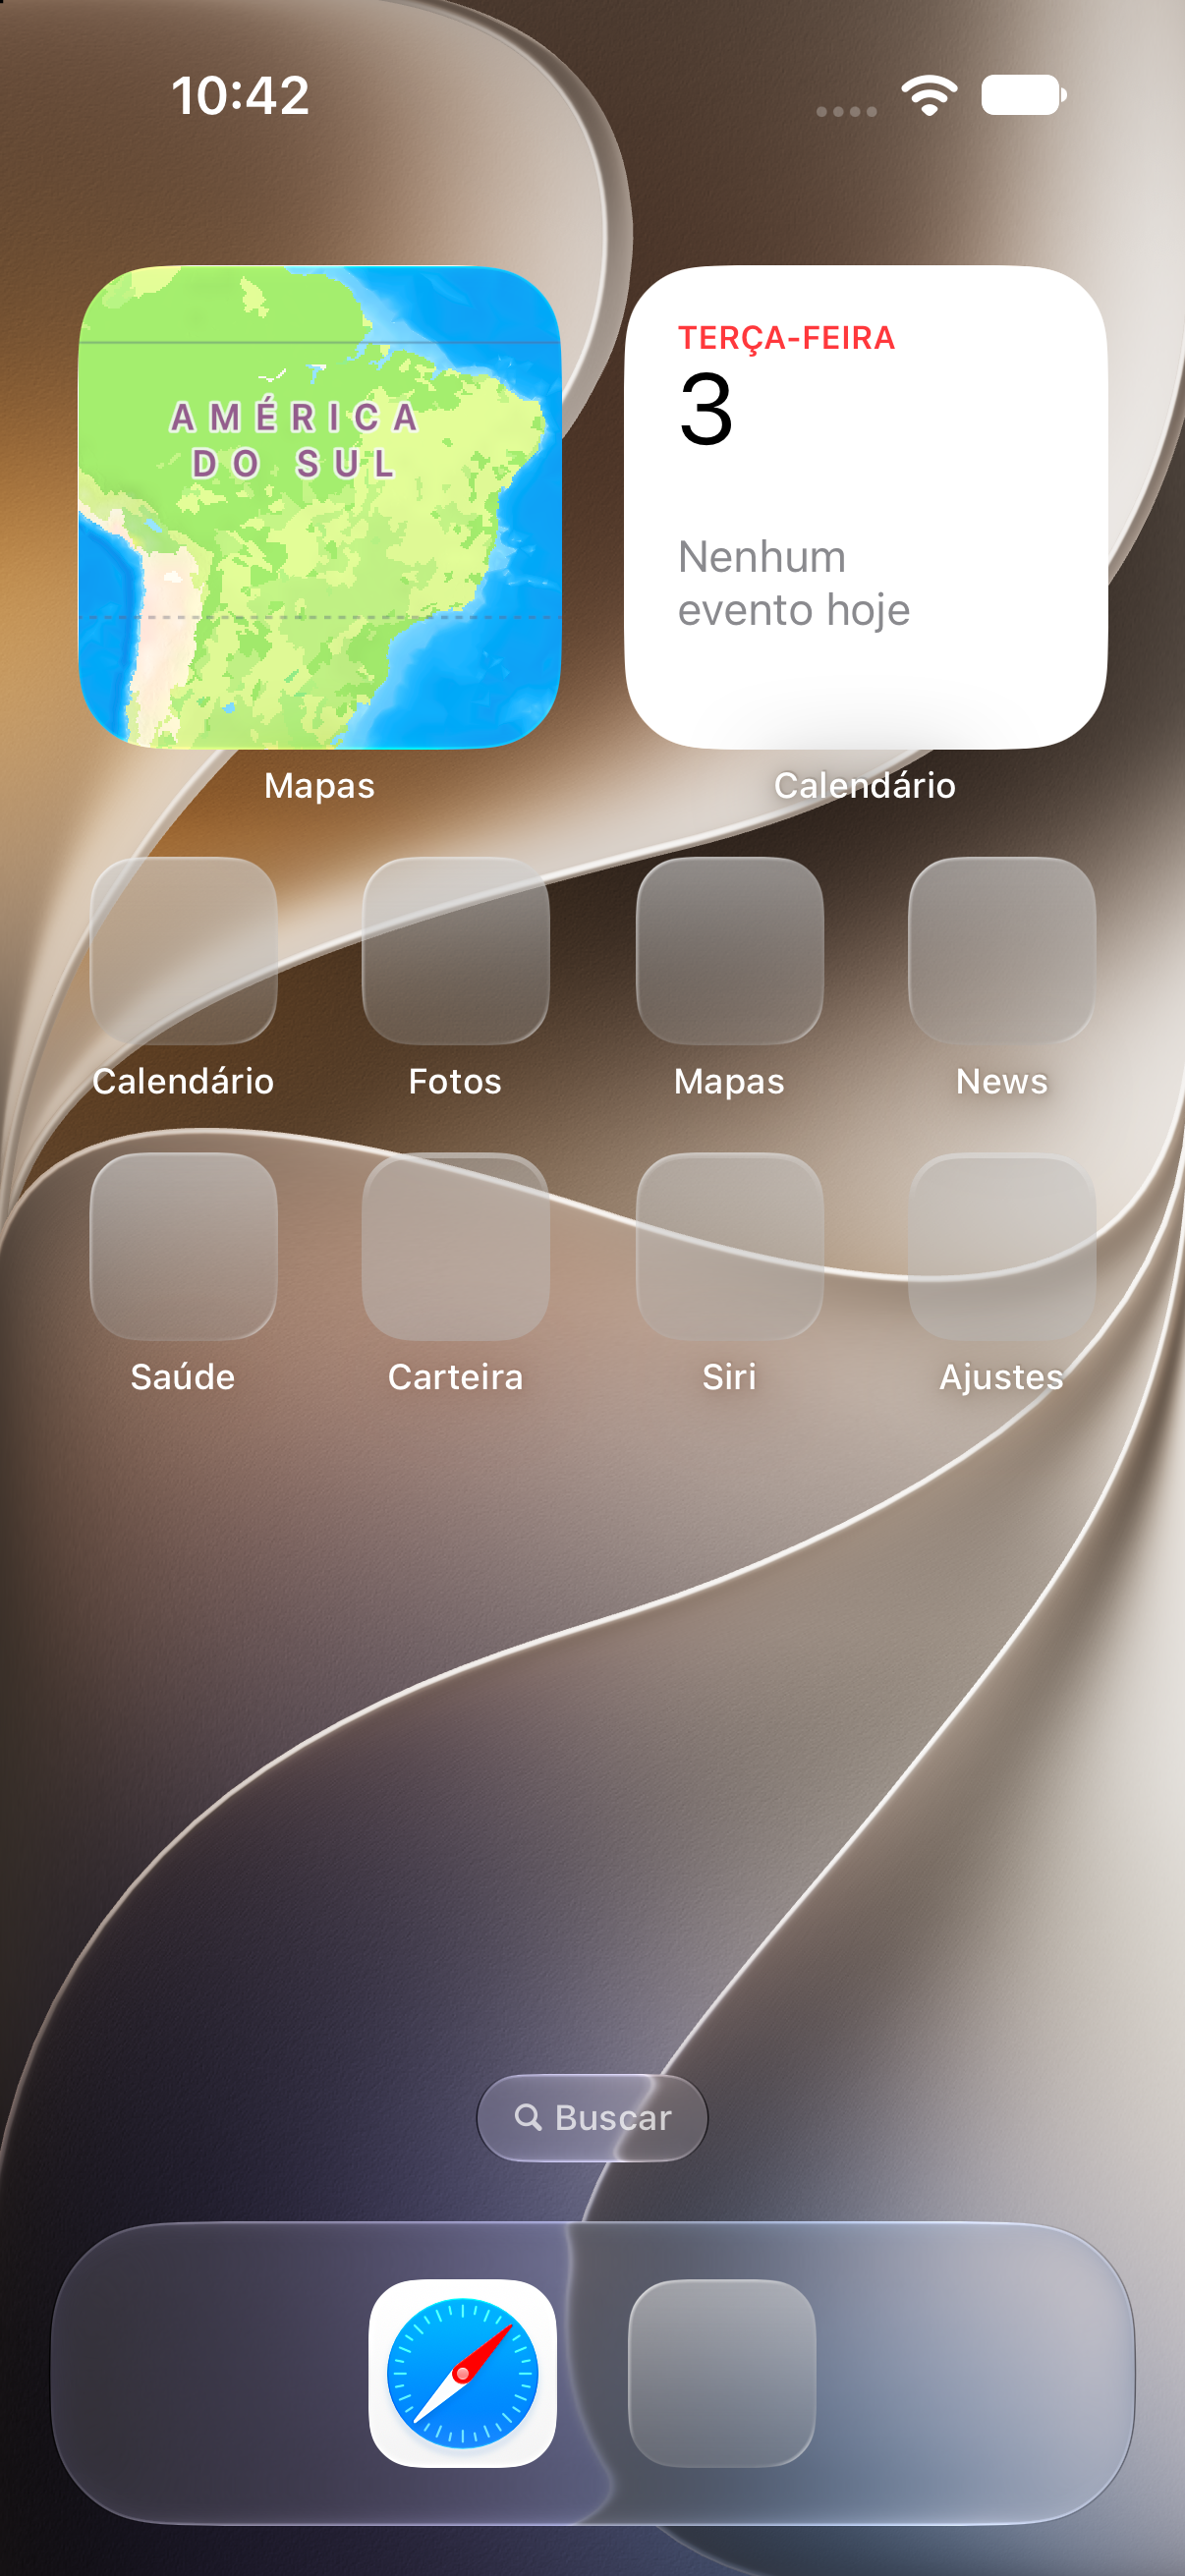 10:42
AMÉRICA
DO SUL
Mapas
TERÇA-FEIRA
3
Nenhum
evento hoje
Calendário
Calendário
Fotos
Mapas
News
Saúde
Carteira
Siri
Ajustes
Buscar